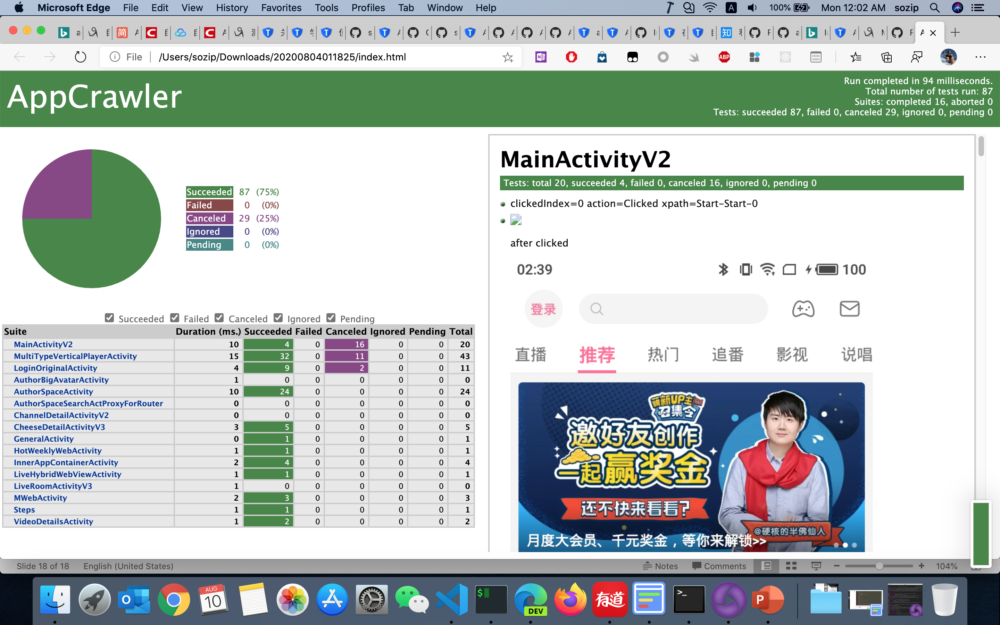 Microsoft Edge File Edit View History Favorites Tools Profiles Tab Window Help
A 100% Mon 12:02 AM sozip
File /Users/sozip/Downloads/20200804011825/index.html
ABP
AppCrawler
Run completed in 94 milliseconds.
Total number of tests run: 87
Suites: completed 16, aborted 0
Tests: succeeded 87, failed 0, canceled 29, ignored 0, pending 0
Succeeded 87 (75%)
Failed 0 (0%)
Canceled 29 (25%)
Ignored 0 (0%)
Pending 0 (0%)
Succeeded Failed Canceled Ignored Pending
Suite Duration (ms.) Succeeded Failed Canceled Ignored Pending Total
MainActivityV2 10 4 0 16 0 0 20
MultiTypeVerticalPlayerActivity 15 32 0 11 0 0 43
LoginOriginalActivity 4 9 0 2 0 0 11
AuthorBigAvatarActivity 1 0 0 0 0 0 0
AuthorSpaceActivity 10 24 0 0 0 0 24
AuthorSpaceSearchActProxyForRouter 0 0 0 0 0 0 0
ChannelDetailActivityV2 0 0 0 0 0 0 0
CheeseDetailActivityV3 3 5 0 0 0 0 5
GeneralActivity 0 1 0 0 0 0 1
HotWeeklyWebActivity 1 1 0 0 0 0 1
InnerAppContainerActivity 2 4 0 0 0 0 4
LiveHybridWebViewActivity 1 1 0 0 0 0 1
LiveRoomActivityV3 1 0 0 0 0 0 0
MWebActivity 2 3 0 0 0 0 3
Steps 1 1 0 0 0 0 1
VideoDetailsActivity 1 2 0 0 0 0 2
MainActivityV2
Tests: total 20, succeeded 4, failed 0, canceled 16, ignored 0, pending 0
clickedIndex=0 action=Clicked xpath=Start-Start-0
after clicked
02:39 100
登录
直播 推荐 热门 追番 影视 说唱
萌新UP主
召集令
邀好友创作
一起赢奖金
还不快来看看?
@硬核的半佛仙人
月度大会员、千元奖金，等你来解锁>>
Slide 18 of 18 English (United States) Notes Comments 104%
AUG
10
DEV
有道
P